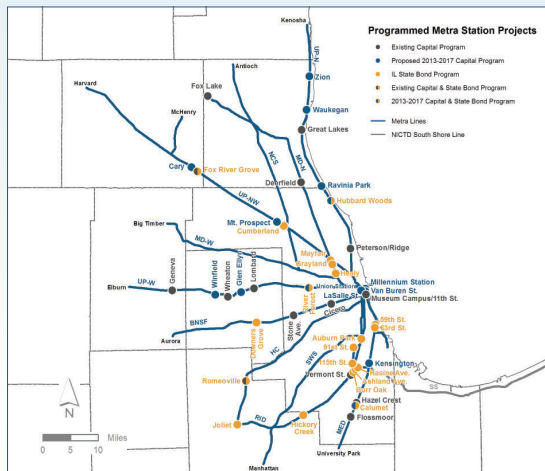 Programmed Metra Station Projects
Existing Capital Program
Proposed 2013-2017 Capital Program
IL State Bond Program
Existing Capital & State Bond Program
2013-2017 Capital & State Bond Program
Metra Lines
NICTD South Shore Line
Kenosha
UP-N
Antioch
Zion
Harvard
Fox Lake
McHenry
Waukegan
Great Lakes
NCS
MD-N
Cary
Fox River Grove
Deerfield
Ravinia Park
UP-NW
Hubbard Woods
Big Timber
Mt. Prospect
Cumberland
MD-W
Peterson/Ridge
Mayfair
Grayland
Healy
Geneva
Winfield
Wheaton
Glen Ellyn
Lombard
Elburn
UP-W
River
Forest
Union Station
Millennium Station
Van Buren St.
LaSalle St.
Museum Campus/11th St.
Cicero
BNSF
Aurora
Downers
Grove
Stone
Ave.
HC
SWS
59th St.
63rd St.
Auburn Park
91st St.
115th St.
Kensington
Vermont St.
Racine Ave.
Ashland Ave.
Burr Oak
Romeoville
SS
Hazel Crest
Calumet
Flossmoor
Joliet
RID
Hickory
Creek
MED
University Park
Manhattan
N
0 5 10
Miles